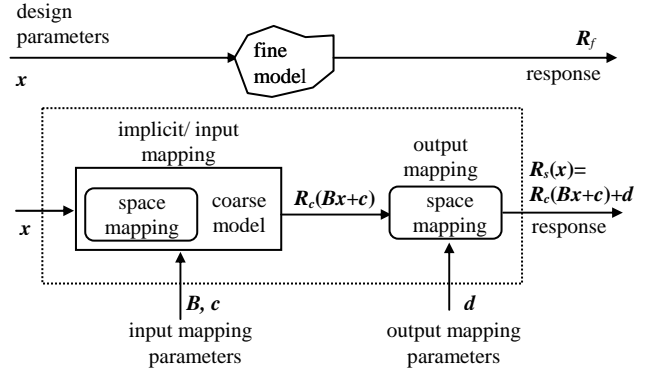 design
parameters
x
fine
model
R_f
response
implicit/ input
mapping
space
mapping
coarse
model
x
R_c(Bx+c)
output
mapping
space
mapping
R_s(x)=
R_c(Bx+c)+d
response
B, c
input mapping
parameters
d
output mapping
parameters